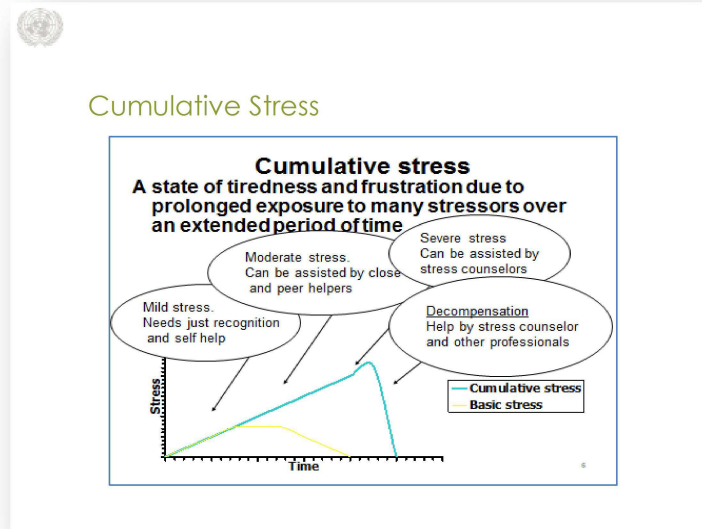 Cumulative Stress
Cumulative stress
A state of tiredness and frustration due to
prolonged exposure to many stressors over
an extended period of time
Severe stress
Can be assisted by
stress counselors
Moderate stress.
Can be assisted by close
and peer helpers
Mild stress.
Needs just recognition
and self help
Decompensation
Help by stress counselor
and other professionals
Stress
Cumulative stress
Basic stress
Time
6